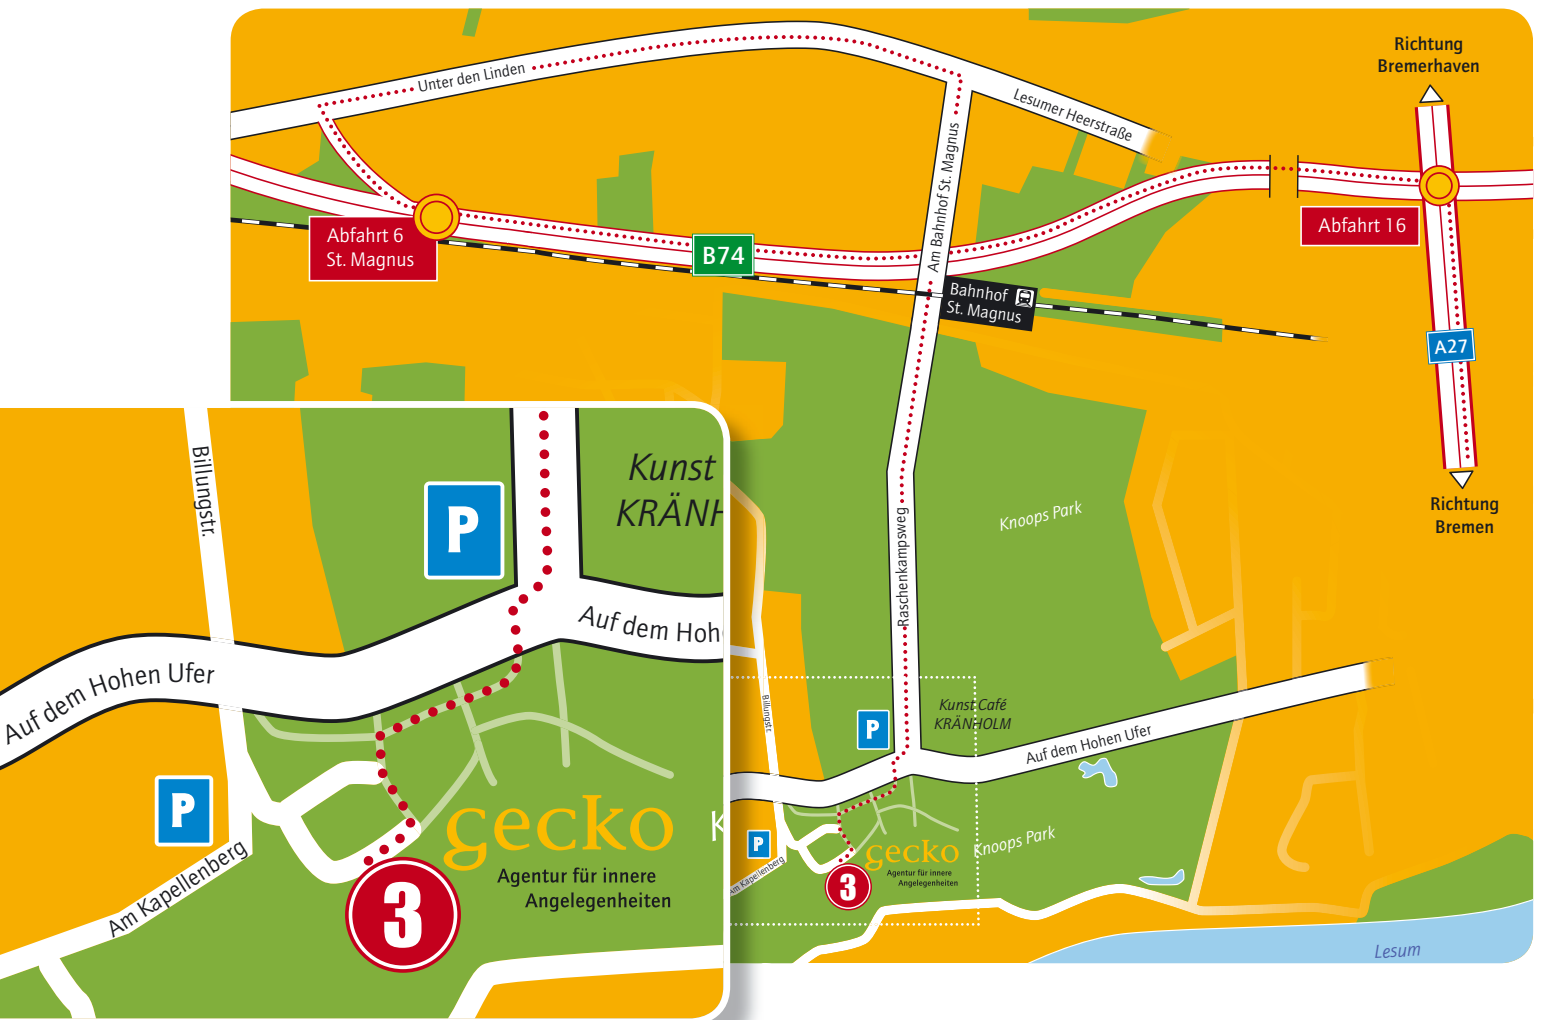 Richtung
Bremerhaven
Unter den Linden
Lesumer Heerstraße
Am Bahnhof St. Magnus
Abfahrt 6
St. Magnus
B74
Abfahrt 16
Bahnhof
St. Magnus
A27
Richtung
Bremen
Knoops Park
Raschenkampsweg
Kunst Café
KRÄNHOLM
P
Auf dem Hohen Ufer
Billungstr.
P
K
Knoops Park
gecko
Agentur für innere
Angelegenheiten
Am Kapellenberg
3
Lesum
Billungstr.
Kunst
KRÄNH
P
Auf dem Hohe
Auf dem Hohen Ufer
P
gecko
Agentur für innere
Angelegenheiten
Am Kapellenberg
3